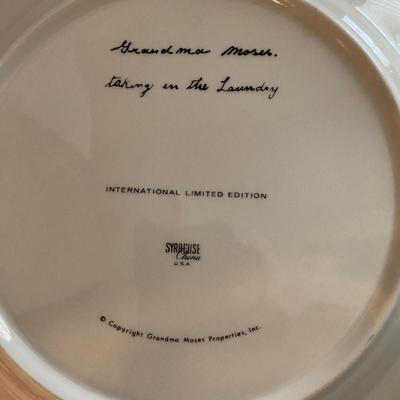 Grandma Moses.
taking in the Laundry
INTERNATIONAL LIMITED EDITION
SYRACUSE
China
U.S.A.
© Copyright Grandma Moses Properties, Inc.